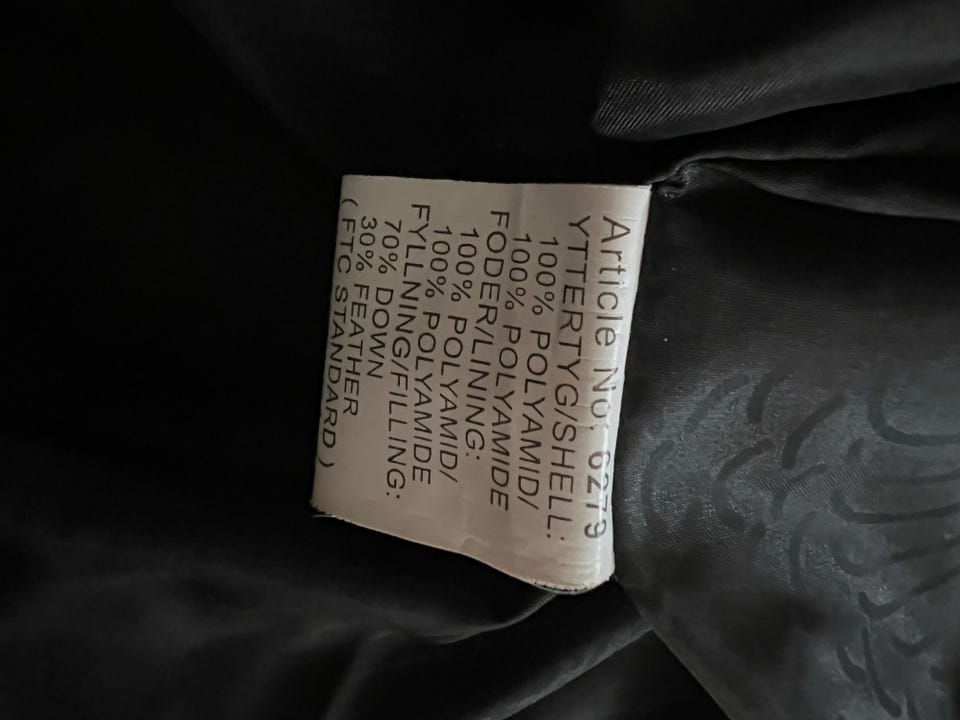 Article No: 6279
YTTERTYG/SHELL:
100% POLYAMID/
100% POLYAMIDE
FODER/LINING:
100% POLYAMID/
100% POLYAMIDE
FYLLNING/FILLING:
70% DOWN
30% FEATHER
(FTC STANDARD)